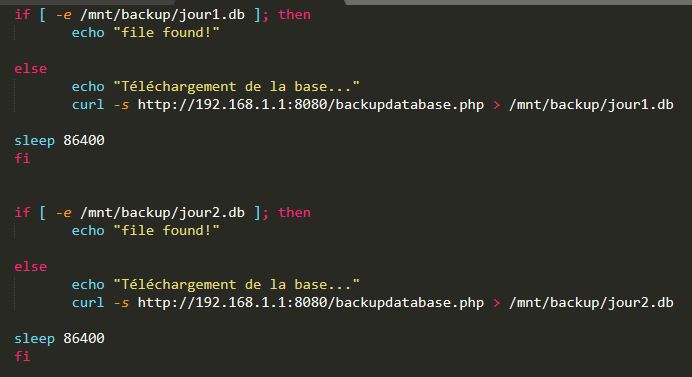 if [ -e /mnt/backup/jour1.db ]; then
echo "file found!"
else
echo "Téléchargement de la base..."
curl -s http://192.168.1.1:8080/backupdatabase.php > /mnt/backup/jour1.db
sleep 86400
fi
if [ -e /mnt/backup/jour2.db ]; then
echo "file found!"
else
echo "Téléchargement de la base..."
curl -s http://192.168.1.1:8080/backupdatabase.php > /mnt/backup/jour2.db
sleep 86400
fi